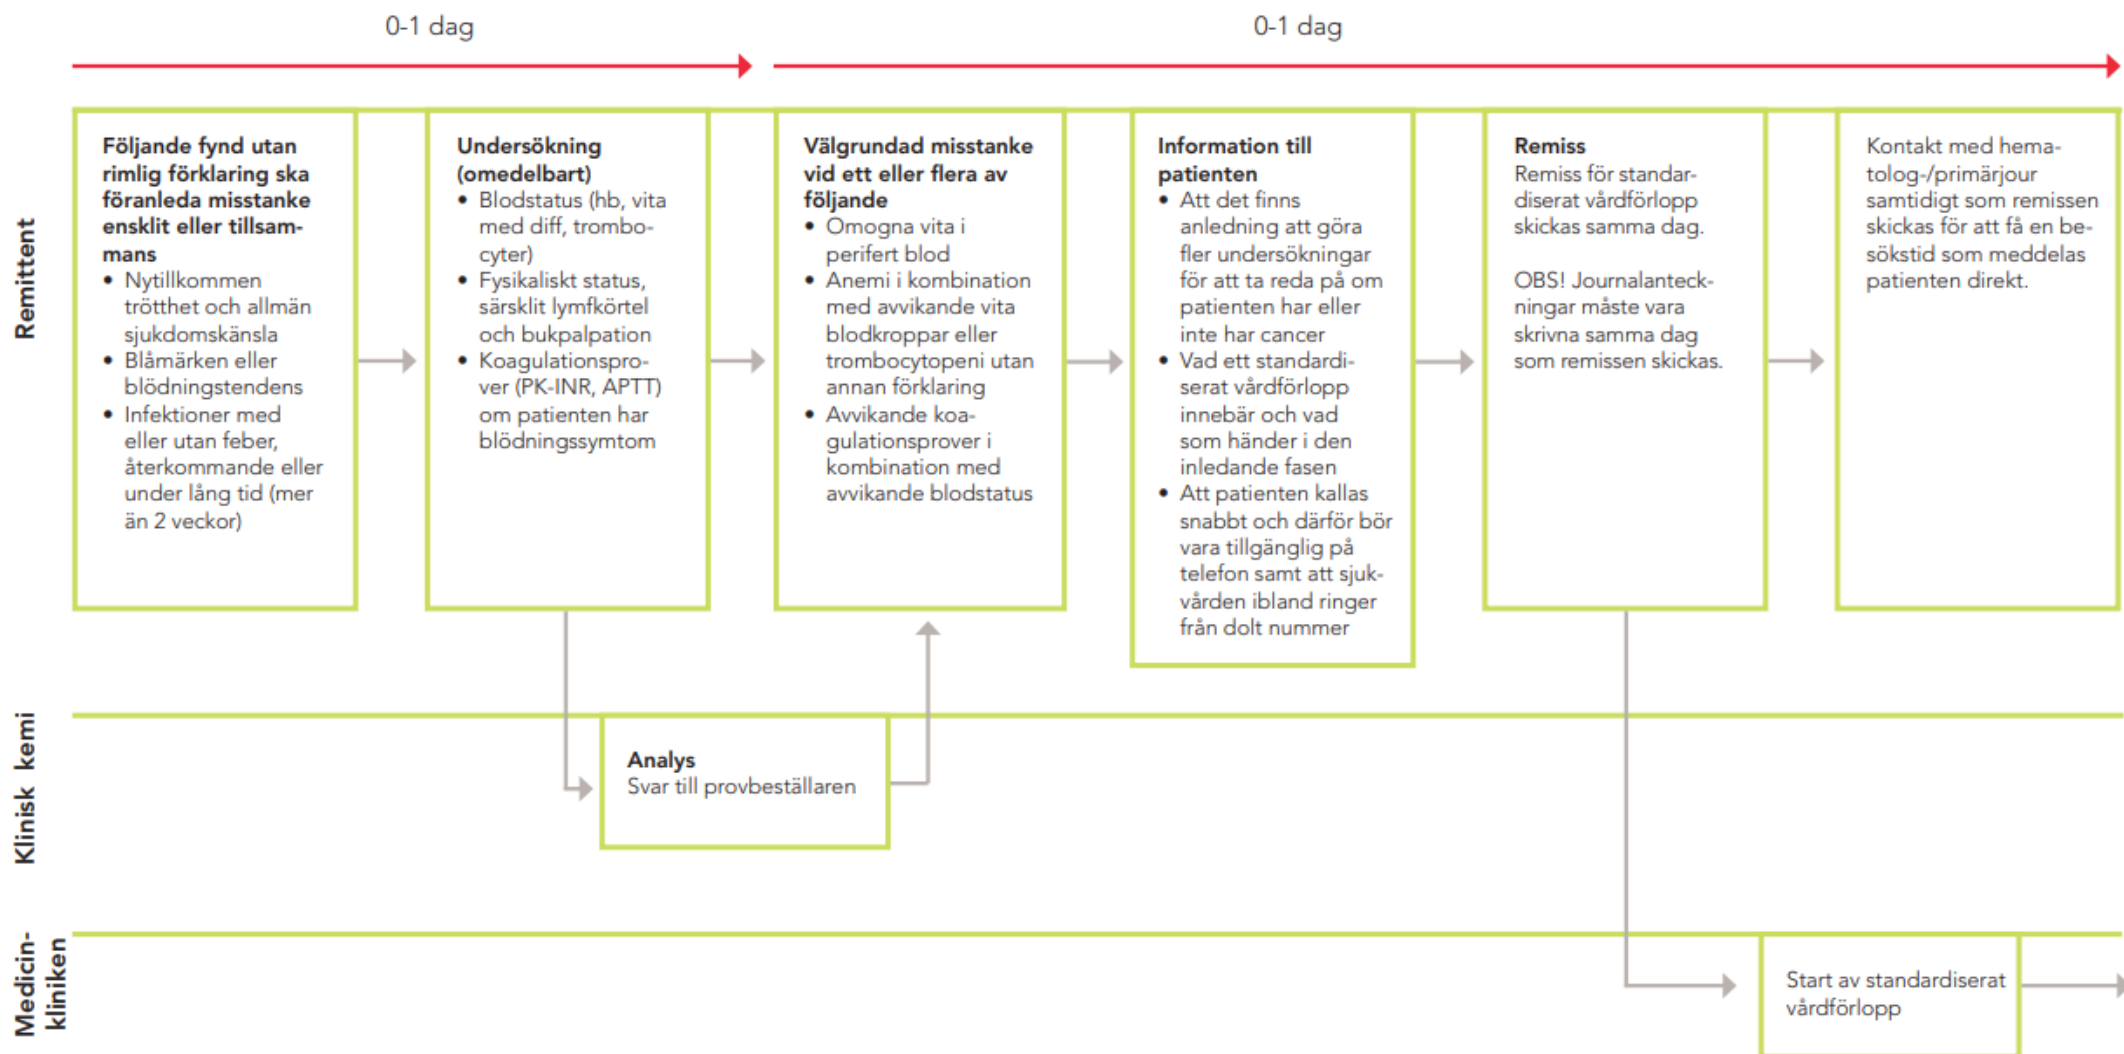 0-1 dag
0-1 dag
Remittent
Följande fynd utan
rimlig förklaring ska
föranleda misstanke
ensklit eller tillsam-
mans
• Nytillkommen
trötthet och allmän
sjukdomskänsla
• Blåmärken eller
blödningstendens
• Infektioner med
eller utan feber,
återkommande eller
under lång tid (mer
än 2 veckor)
Undersökning
(omedelbart)
• Blodstatus (hb, vita
med diff, trombo-
cyter)
• Fysikaliskt status,
särsklit lymfkörtel
och bukpalpation
• Koagulationspro-
ver (PK-INR, APTT)
om patienten har
blödningssymtom
Välgrundad misstanke
vid ett eller flera av
följande
• Omogna vita i
perifert blod
• Anemi i kombination
med avvikande vita
blodkroppar eller
trombocytopeni utan
annan förklaring
• Avvikande koa-
gulationsprover i
kombination med
avvikande blodstatus
Information till
patienten
• Att det finns
anledning att göra
fler undersökningar
för att ta reda på om
patienten har eller
inte har cancer
• Vad ett standardi-
serat vårdförlopp
innebär och vad
som händer i den
inledande fasen
• Att patienten kallas
snabbt och därför bör
vara tillgänglig på
telefon samt att sjuk-
vården ibland ringer
från dolt nummer
Remiss
Remiss för standar-
diserat vårdförlopp
skickas samma dag.
OBS! Journalanteck-
ningar måste vara
skrivna samma dag
som remissen skickas.
Kontakt med hema-
tolog-/primärjour
samtidigt som remissen
skickas för att få en be-
sökstid som meddelas
patienten direkt.
Klinisk kemi
Analys
Svar till provbeställaren
Medicin-
kliniken
Start av standardiserat
vårdförlopp